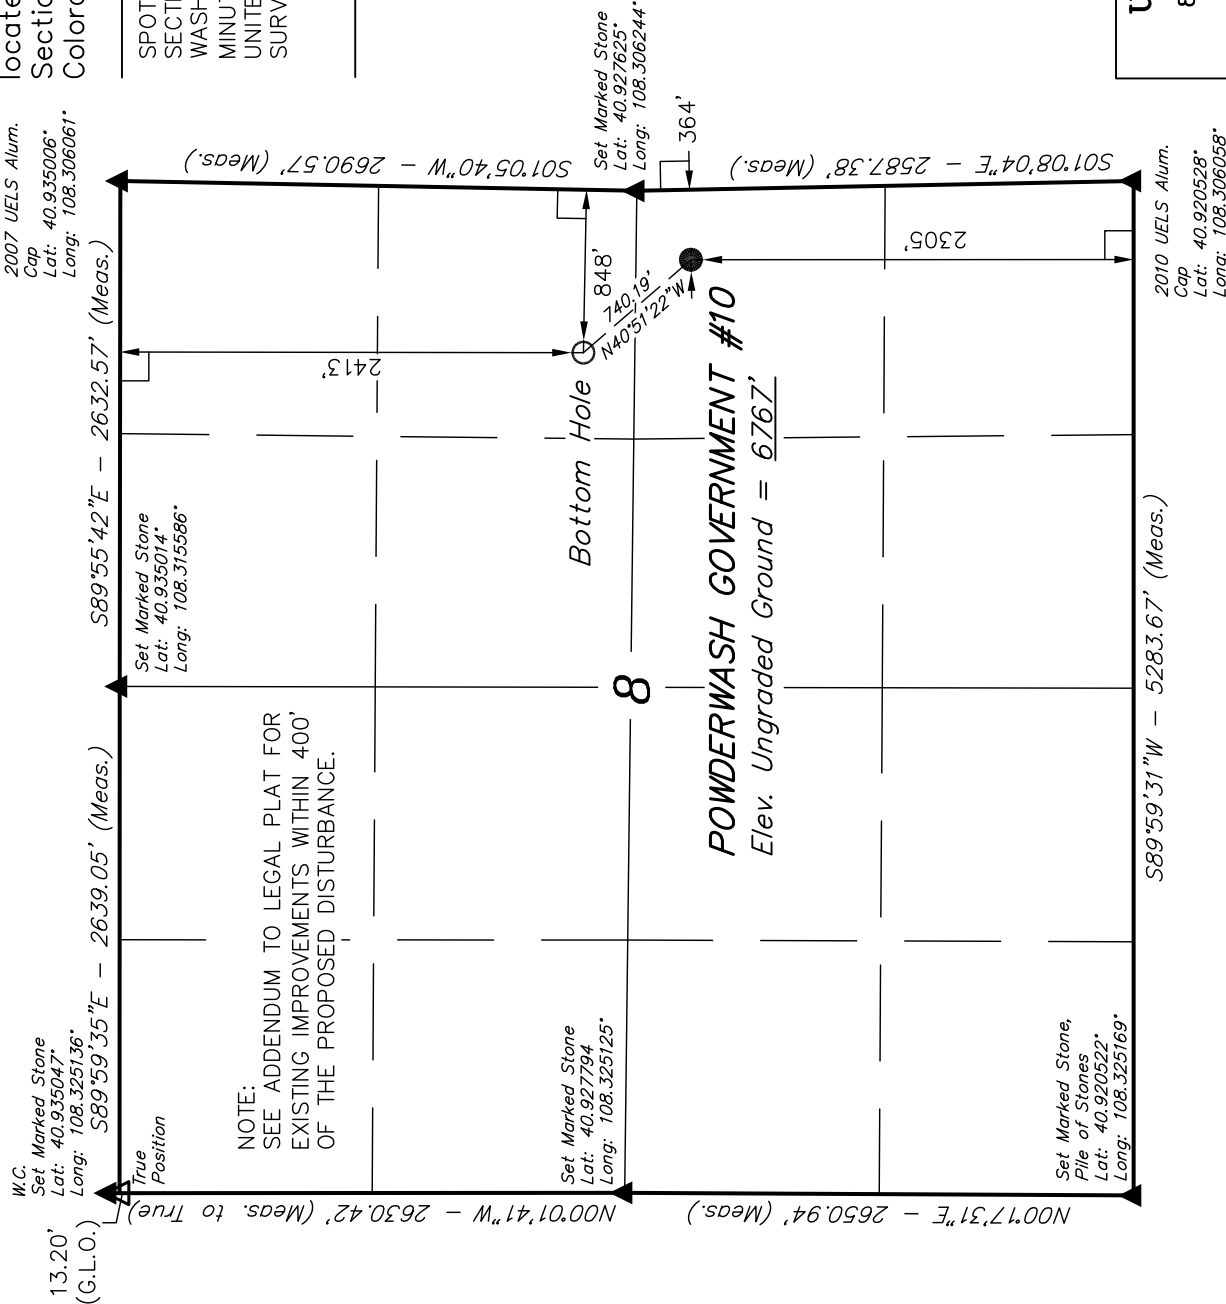 locate
Sectio
Colora
SPOT
SECTI
WASH
MINUT
UNITE
SURV
W.C.
Set Marked Stone
Lat: 40.935047°
Long: 108.325136°
13.20'
(G.L.O.)
True
Position
S89°59'35"E - 2639.05' (Meas.)
Set Marked Stone
Lat: 40.935014°
Long: 108.315586°
S89°55'42"E - 2632.57' (Meas.)
2007 UELS Alum.
Cap
Lat: 40.935006°
Long: 108.306061°
S01°05'40"W - 2690.57' (Meas.)
Set Marked Stone
Lat: 40.927625°
Long: 108.306244°
364'
S01°08'04"E - 2587.38' (Meas.)
2413'
848'
Bottom Hole
740.19'
N40°51'22"W
2305'
POWDERWASH GOVERNMENT #10
Elev. Ungraded Ground = 6767'
8
NOTE:
SEE ADDENDUM TO LEGAL PLAT FOR
EXISTING IMPROVEMENTS WITHIN 400'
OF THE PROPOSED DISTURBANCE.
N00°01'41"W - 2630.42' (Meas. to True)
Set Marked Stone
Lat: 40.927794
Long: 108.325125°
N00°17'31"E - 2650.94' (Meas.)
Set Marked Stone,
Pile of Stones
Lat: 40.920522°
Long: 108.325169°
S89°59'31"W - 5283.67' (Meas.)
2010 UELS Alum.
Cap
Lat: 40.920528°
Long: 108.306058°